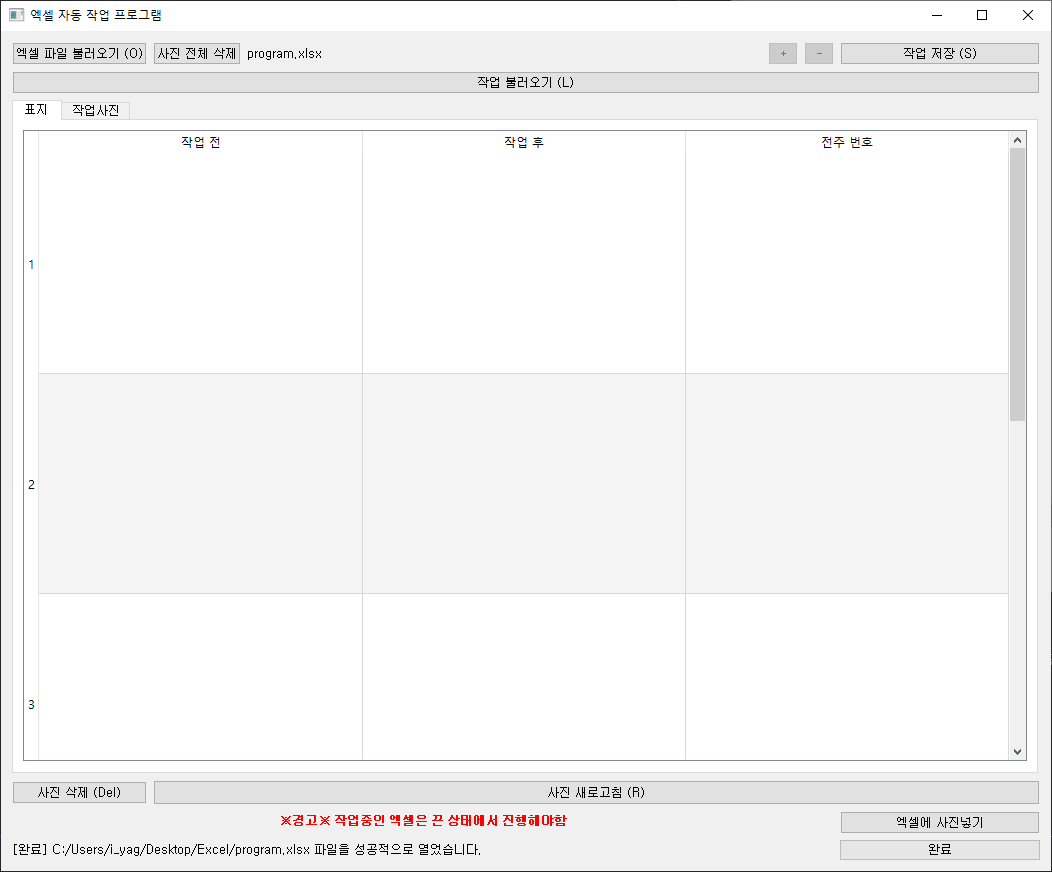 엑셀 자동 작업 프로그램
엑셀 파일 불러오기 (O) 사진 전체 삭제 program.xlsx + - 작업 저장 (S)
작업 불러오기 (L)
표지 작업사진
작업 전 작업 후 전주 번호
1
2
3
사진 삭제 (Del) 사진 새로고침 (R)
※경고※ 작업중인 엑셀은 끈 상태에서 진행해야함 엑셀에 사진넣기
[완료] C:/Users/i_yag/Desktop/Excel/program.xlsx 파일을 성공적으로 열었습니다. 완료